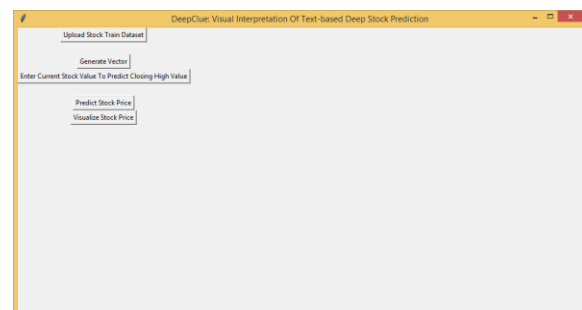 DeepClue: Visual Interpretation Of Text-based Deep Stock Prediction
Upload Stock Train Dataset
Generate Vector
Enter Current Stock Value To Predict Closing High Value
Predict Stock Price
Visualize Stock Price